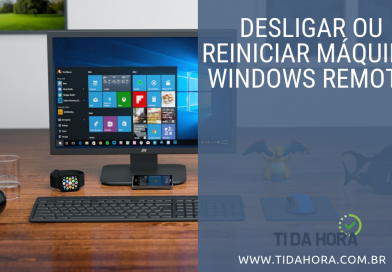 DESLIGAR OU
REINICIAR MÁQUI
WINDOWS REMOT
TI DA HORA
WWW.TIDAHORA.COM.BR